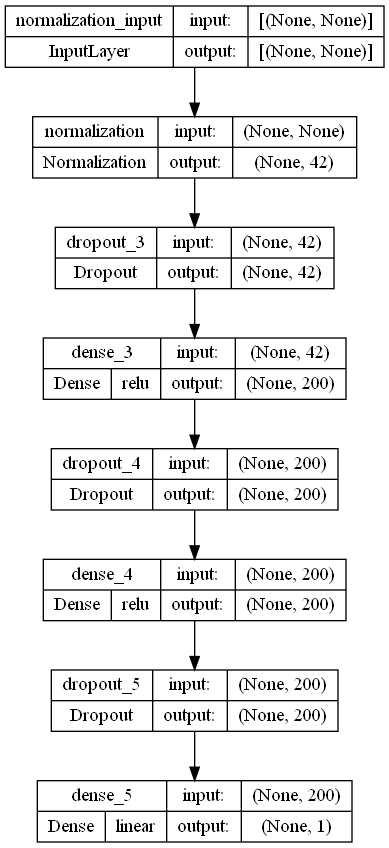 normalization_input input: [(None, None)]
InputLayer output: [(None, None)]
normalization input: (None, None)
Normalization output: (None, 42)
dropout_3 input: (None, 42)
Dropout output: (None, 42)
dense_3 input: (None, 42)
Dense relu output: (None, 200)
dropout_4 input: (None, 200)
Dropout output: (None, 200)
dense_4 input: (None, 200)
Dense relu output: (None, 200)
dropout_5 input: (None, 200)
Dropout output: (None, 200)
dense_5 input: (None, 200)
Dense linear output: (None, 1)